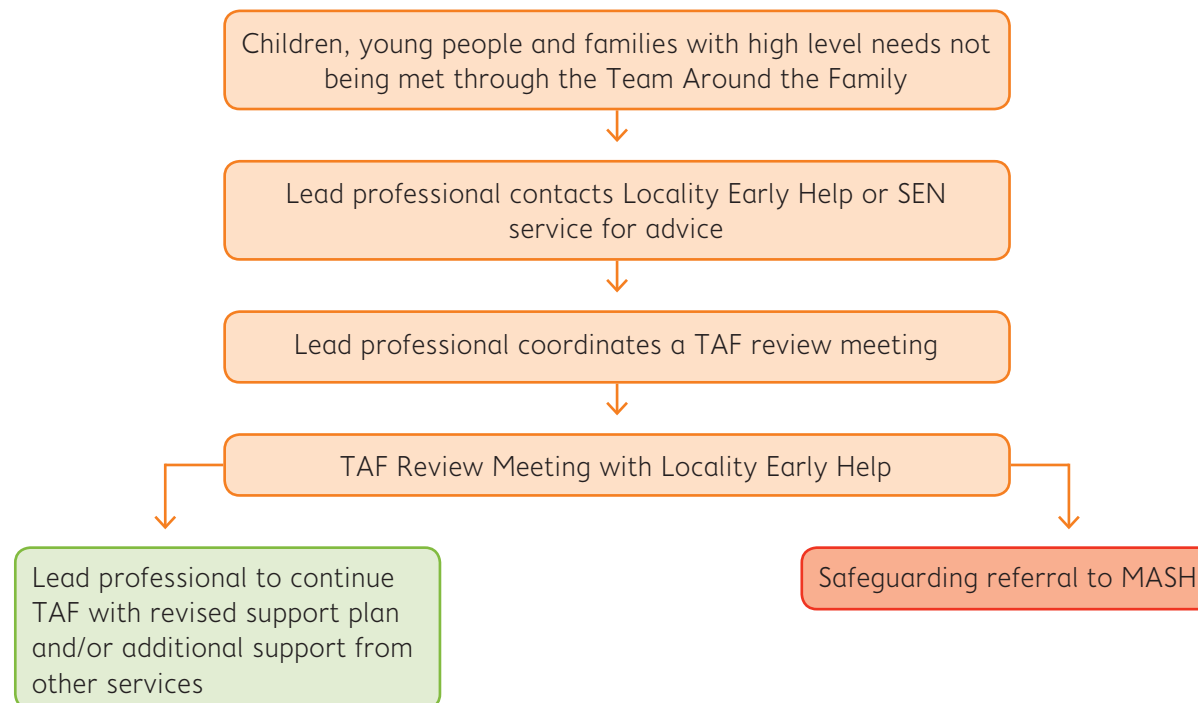 Children, young people and families with high level needs not
being met through the Team Around the Family
Lead professional contacts Locality Early Help or SEN
service for advice
Lead professional coordinates a TAF review meeting
TAF Review Meeting with Locality Early Help
Lead professional to continue
TAF with revised support plan
and/or additional support from
other services
Safeguarding referral to MASH